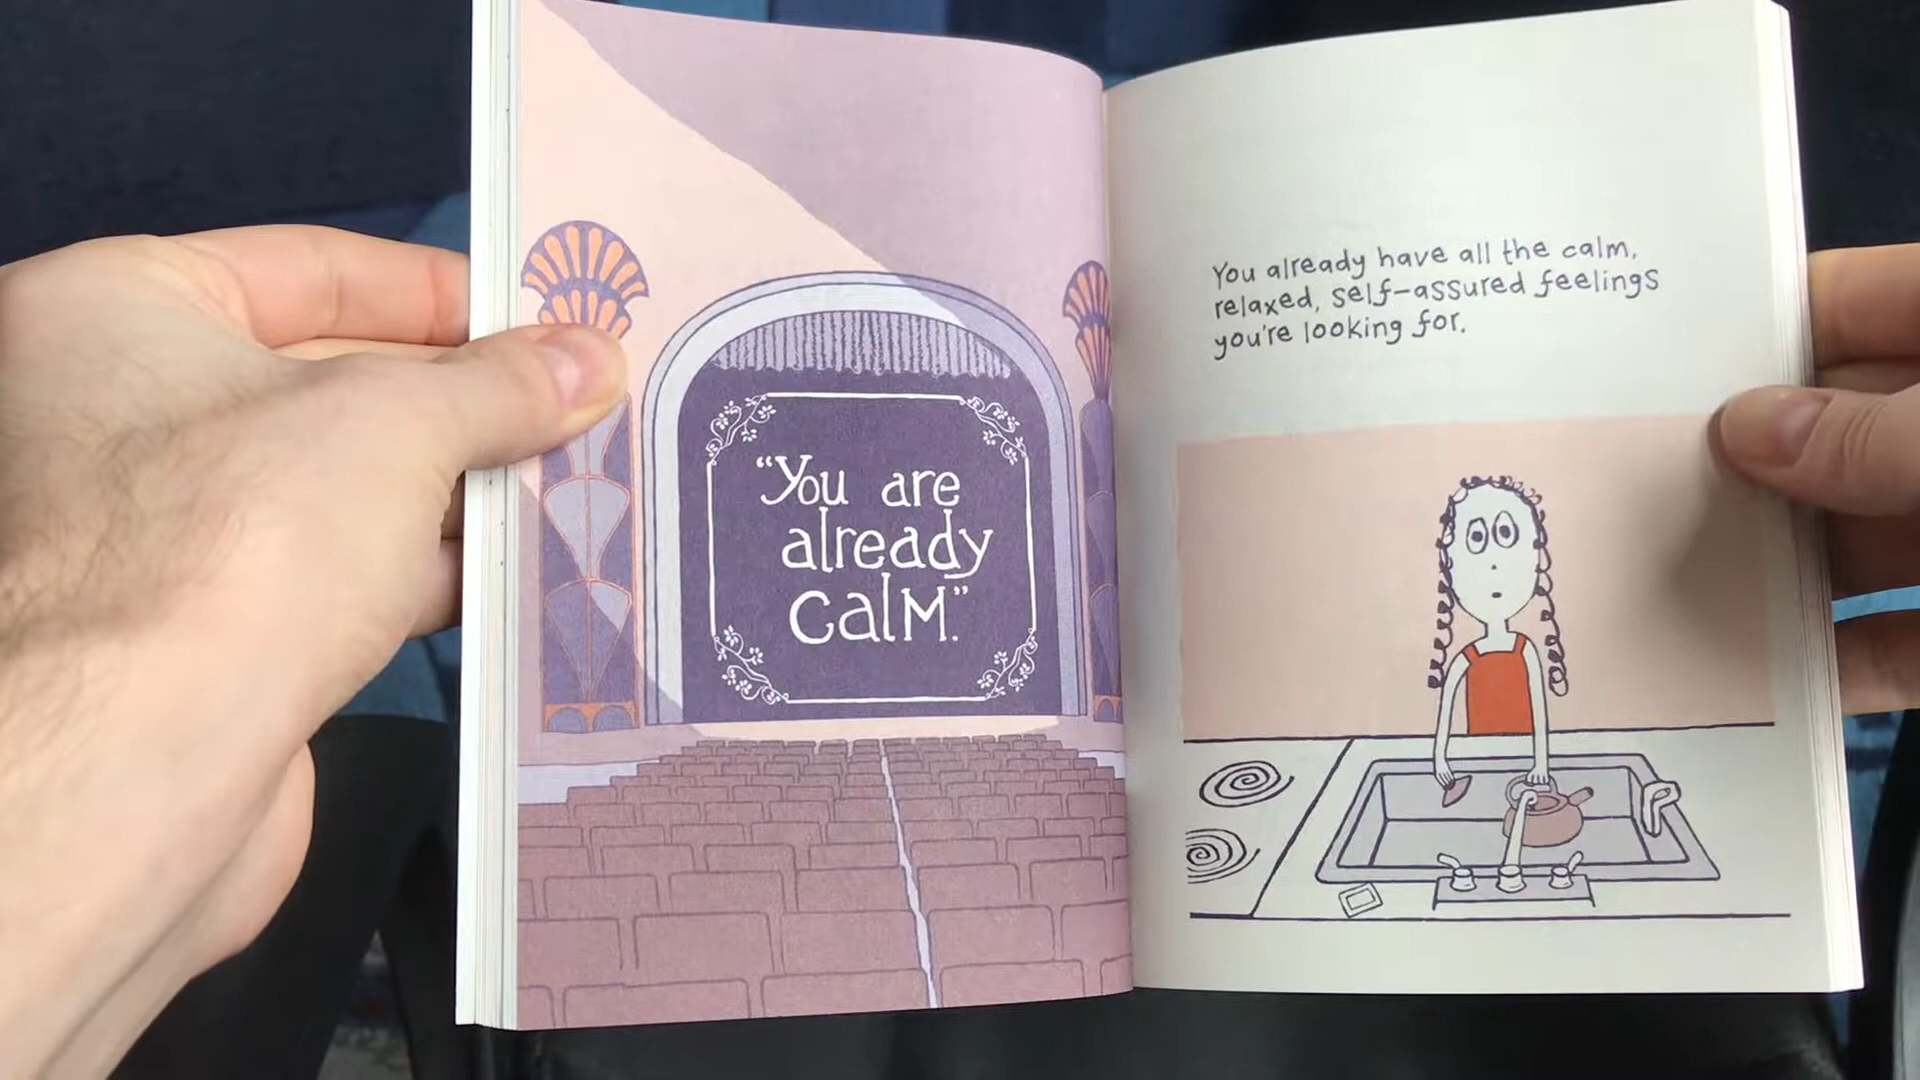 "You are
already
calm."
You already have all the calm,
relaxed, self-assured feelings
you're looking for.